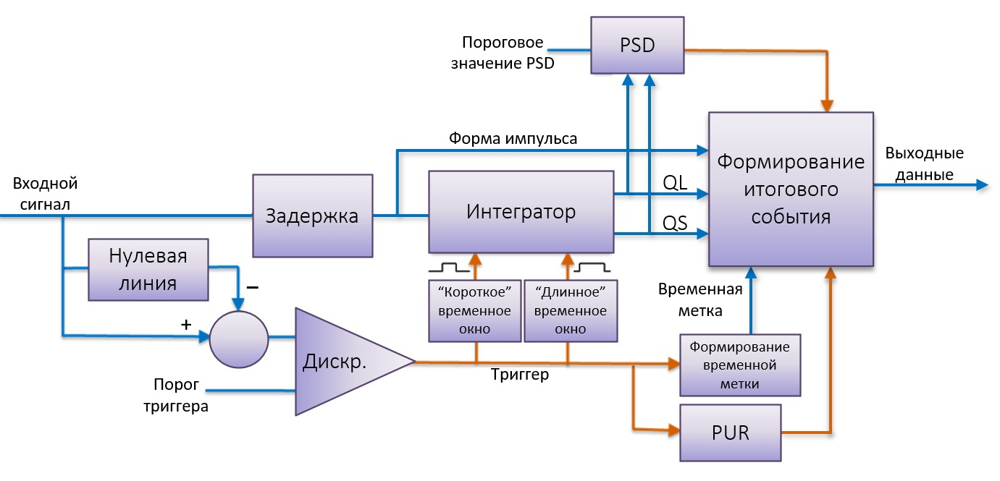 Пороговое
значение PSD
PSD
Форма импульса
Формирование
итогового
события
Выходные
данные
Входной
сигнал
Задержка
Интегратор
QL
QS
Нулевая
линия
–
+
“Короткое”
временное
окно
“Длинное”
временное
окно
Временная
метка
Дискр.
Триггер
Порог
триггера
Формирование
временной
метки
PUR